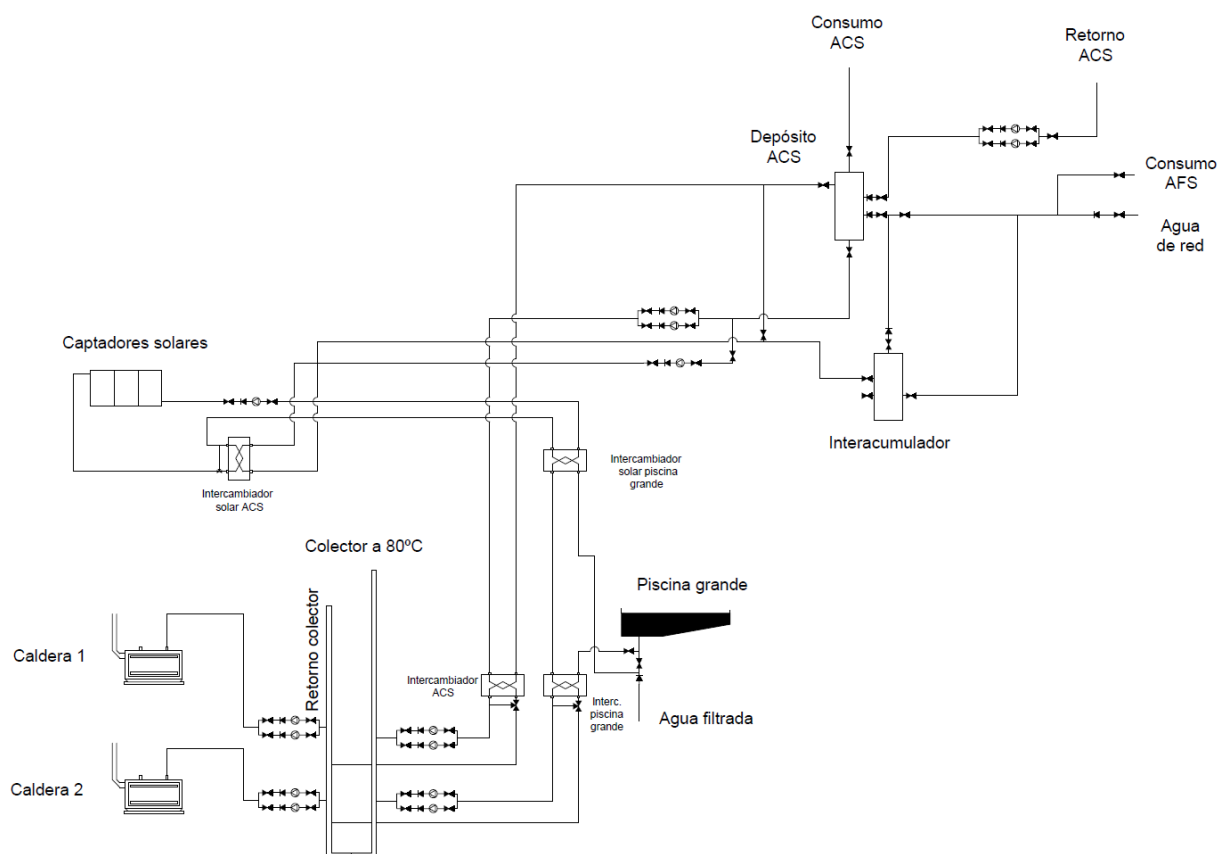 Consumo
ACS
Retorno
ACS
Depósito
ACS
Consumo
AFS
Agua
de red
Captadores solares
Interacumulador
Intercambiador
solar piscina
grande
Intercambiador
solar ACS
Colector a 80ºC
Piscina grande
Retorno colector
Caldera 1
Intercambiador
ACS
Interc.
piscina
grande
Agua filtrada
Caldera 2